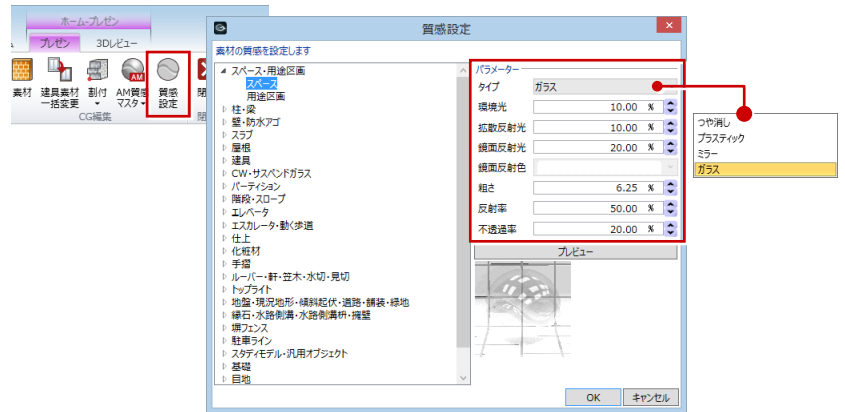 ホーム-プレゼン
プレゼン 3Dレビュー
素材 建具素材 一括変更 割付 AM質感 マスタ 質感 設定 閉
CG編集 閉
質感設定
素材の質感を設定します
スペース・用途区画
スペース
用途区画
柱・梁
壁・防水アゴ
スラブ
屋根
建具
CW・サスペンドガラス
パーティション
階段・スロープ
エレベータ
エスカレータ・動く歩道
仕上
化粧材
手摺
ルーバー・軒・笠木・水切・見切
トップライト
地盤・現況地形・傾斜起伏・道路・舗装・緑地
縁石・水路側溝・水路側溝枡・擁壁
塀フェンス
駐車ライン
スタディモデル・汎用オブジェクト
基礎
目地
パラメーター
タイプ ガラス
環境光 10.00 %
拡散反射光 10.00 %
鏡面反射光 20.00 %
鏡面反射色
粗さ 6.25 %
反射率 50.00 %
不透過率 20.00 %
プレビュー
OK キャンセル
つや消し
プラスティック
ミラー
ガラス